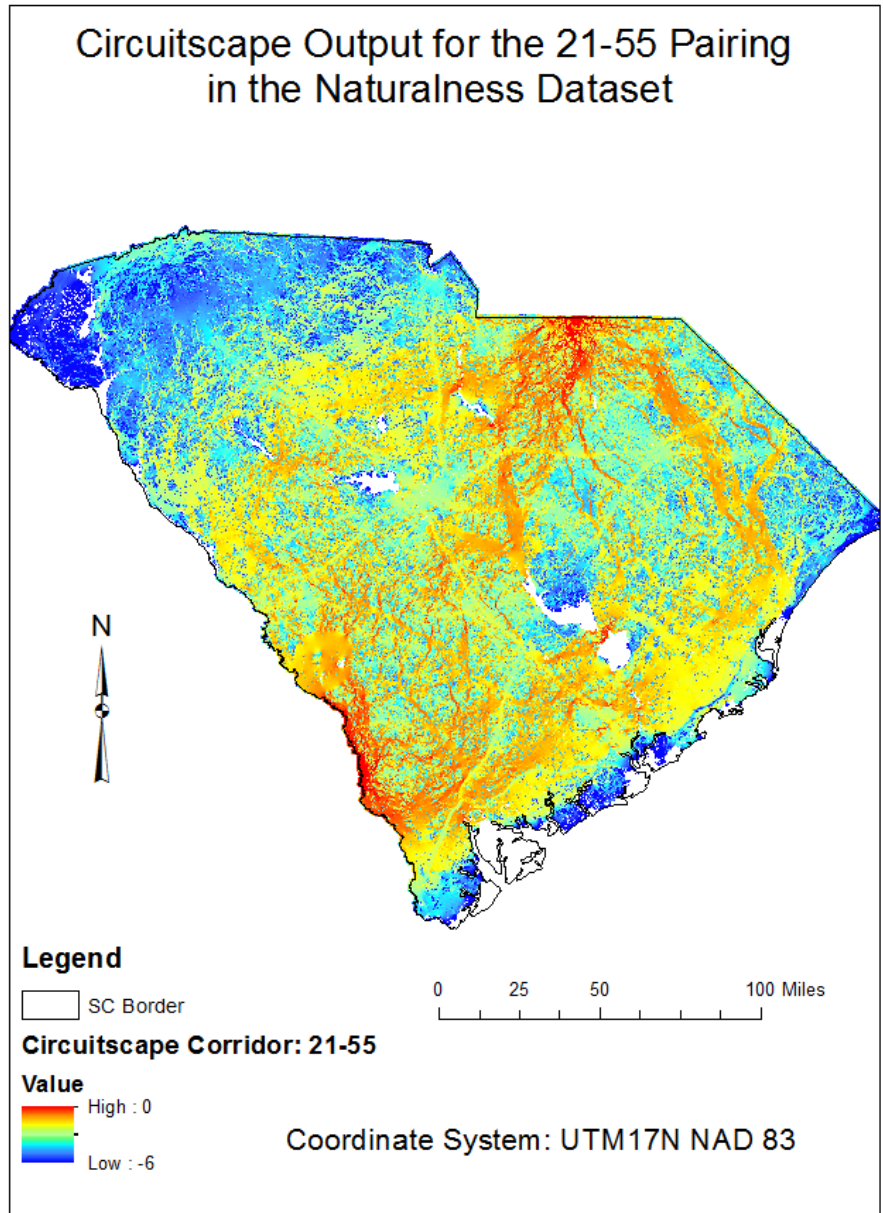 Circuitscape Output for the 21-55 Pairing
in the Naturalness Dataset
N
Legend
SC Border
0 25 50 100 Miles
Circuitscape Corridor: 21-55
Value
High : 0
Low : -6
Coordinate System: UTM17N NAD 83